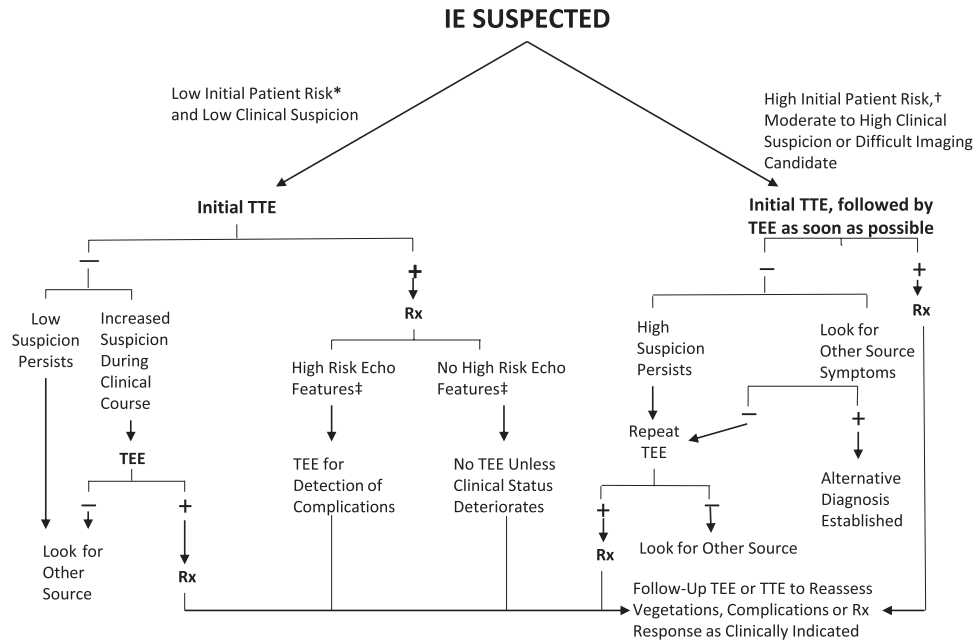 IE SUSPECTED
Low Initial Patient Risk*
and Low Clinical Suspicion
High Initial Patient Risk,†
Moderate to High Clinical
Suspicion or Difficult Imaging
Candidate
Initial TTE
Initial TTE, followed by
TEE as soon as possible
–
+
Rx
–
+
Rx
Low
Suspicion
Persists
Increased
Suspicion
During
Clinical
Course
High Risk Echo
Features‡
No High Risk Echo
Features‡
High
Suspicion
Persists
Look for
Other Source
Symptoms
–
+
TEE
TEE for
Detection of
Complications
No TEE Unless
Clinical Status
Deteriorates
Repeat
TEE
Alternative
Diagnosis
Established
–
+
+
–
Look for
Other
Source
Rx
Rx
Look for Other Source
Follow-Up TEE or TTE to Reassess
Vegetations, Complications or Rx
Response as Clinically Indicated